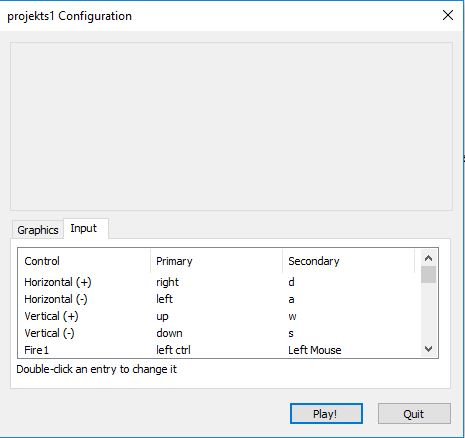 projekts1 Configuration
Graphics Input
Control Primary Secondary
Horizontal (+) right d
Horizontal (-) left a
Vertical (+) up w
Vertical (-) down s
Fire1 left ctrl Left Mouse
Double-click an entry to change it
Play! Quit